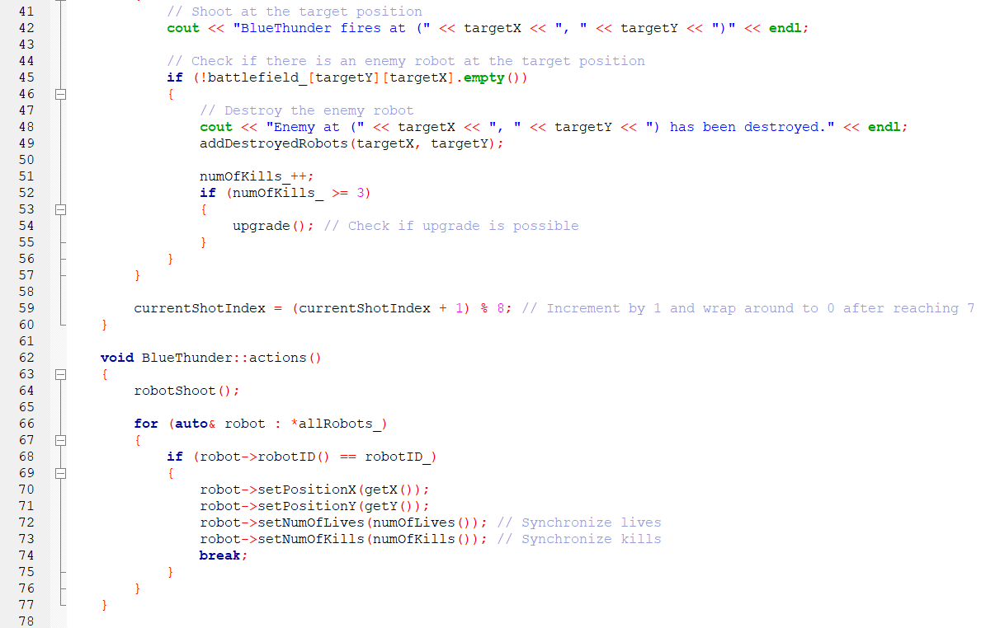 41 // Shoot at the target position
42 cout << "BlueThunder fires at (" << targetX << ", " << targetY << ")" << endl;
43
44 // Check if there is an enemy robot at the target position
45 if (!battlefield_[targetY][targetX].empty())
46 {
47 // Destroy the enemy robot
48 cout << "Enemy at (" << targetX << ", " << targetY << ") has been destroyed." << endl;
49 addDestroyedRobots(targetX, targetY);
50
51 numOfKills_++;
52 if (numOfKills_ >= 3)
53 {
54 upgrade(); // Check if upgrade is possible
55 }
56 }
57 }
58
59 currentShotIndex = (currentShotIndex + 1) % 8; // Increment by 1 and wrap around to 0 after reaching 7
60 }
61
62 void BlueThunder::actions()
63 {
64 robotShoot();
65
66 for (auto& robot : *allRobots_)
67 {
68 if (robot->robotID() == robotID_)
69 {
70 robot->setPositionX(getX());
71 robot->setPositionY(getY());
72 robot->setNumOfLives(numOfLives()); // Synchronize lives
73 robot->setNumOfKills(numOfKills()); // Synchronize kills
74 break;
75 }
76 }
77 }
78